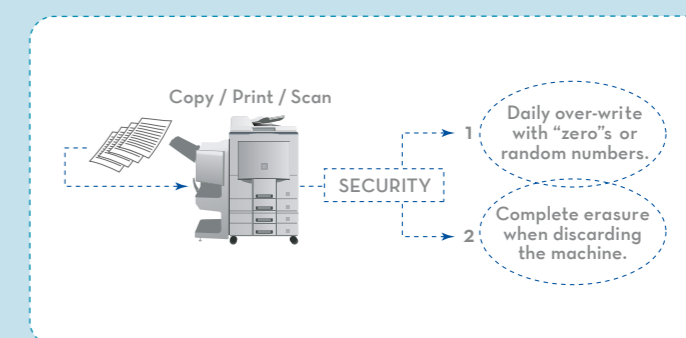 Copy / Print / Scan
SECURITY
1
Daily over-write
with “zero”s or
random numbers.
2
Complete erasure
when discarding
the machine.